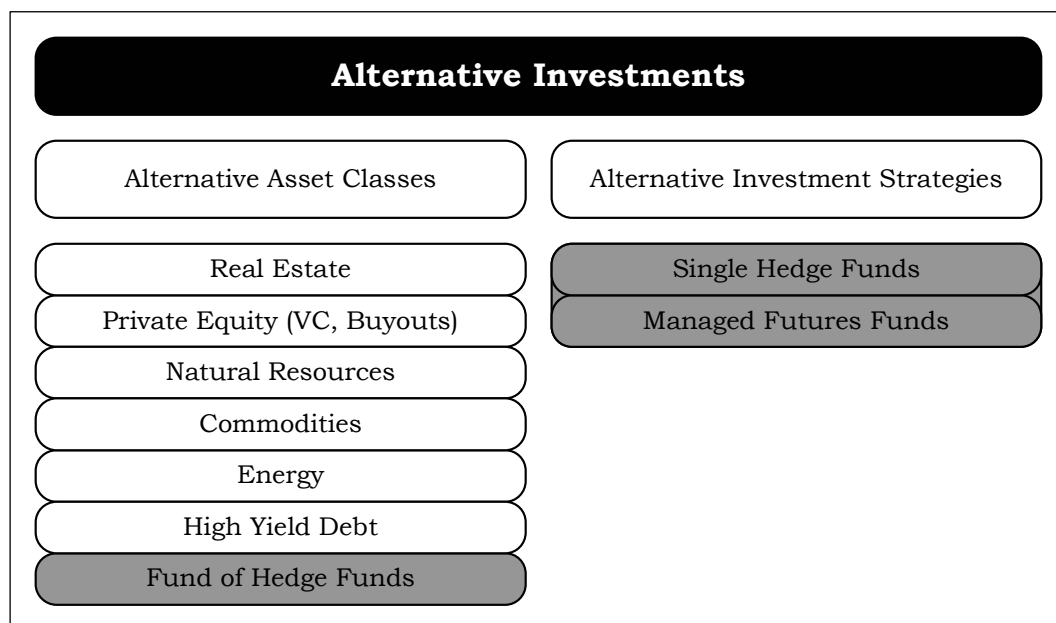 Alternative Investments
Alternative Asset Classes
Alternative Investment Strategies
Real Estate
Private Equity (VC, Buyouts)
Natural Resources
Commodities
Energy
High Yield Debt
Fund of Hedge Funds
Single Hedge Funds
Managed Futures Funds